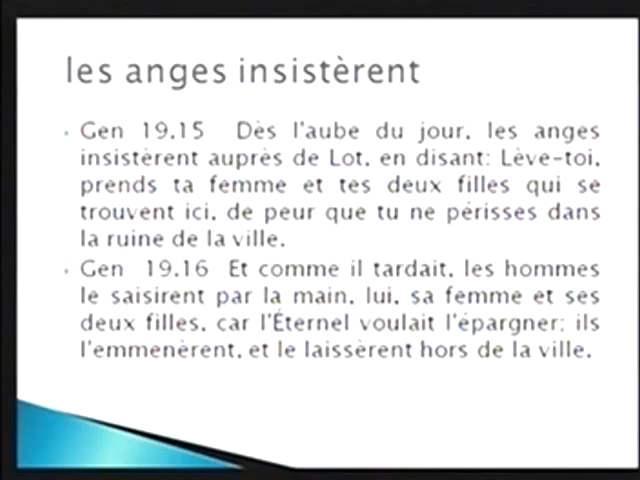 les anges insistèrent
Gen 19.15 Dès l'aube du jour, les anges
insistèrent auprès de Lot, en disant: Lève-toi,
prends ta femme et tes deux filles qui se
trouvent ici, de peur que tu ne périsses dans
la ruine de la ville.
Gen 19.16 Et comme il tardait, les hommes
le saisirent par la main, lui, sa femme et ses
deux filles, car l'Éternel voulait l'épargner; ils
l'emmenèrent, et le laissèrent hors de la ville.